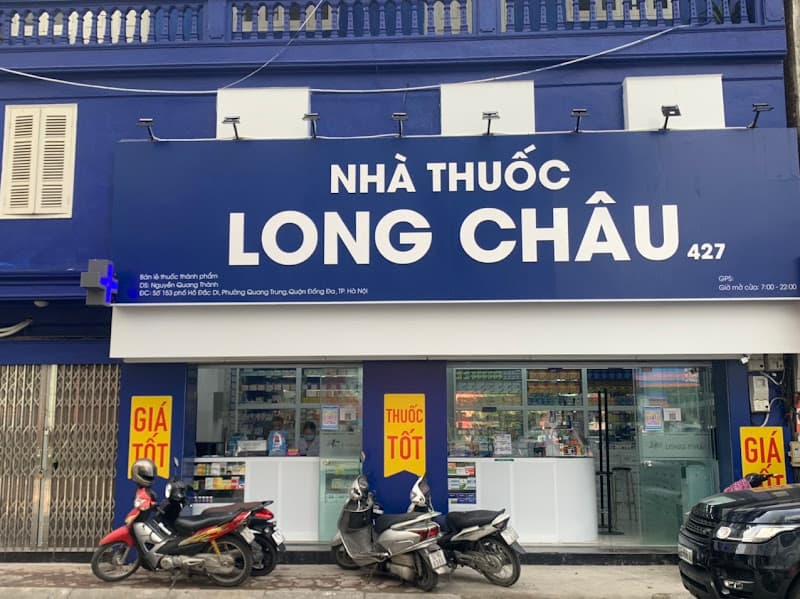 NHÀ THUỐC
LONG CHÂU 427
Bán lẻ thuốc thành phẩm
DS: Nguyễn Quang Thành
ĐC: Số 153 phố Hồ Đắc Di, Phường Quang Trung, Quận Đống Đa, TP. Hà Nội
GPS:
Giờ mở cửa: 7:00 - 22:00
GIÁ
TỐT
THUỐC
TỐT
GIÁ